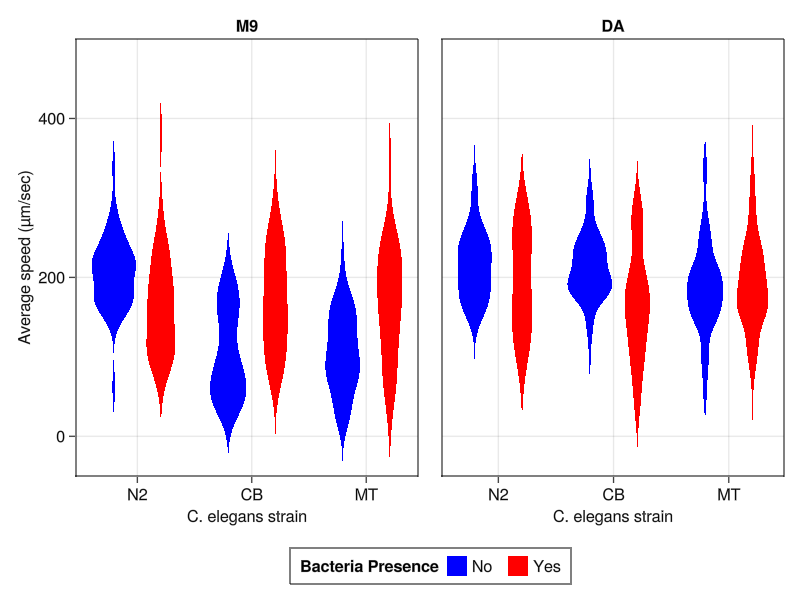 M9
DA
Average speed (µm/sec)
400
200
0
N2 CB MT
N2 CB MT
C. elegans strain
C. elegans strain
Bacteria Presence No Yes